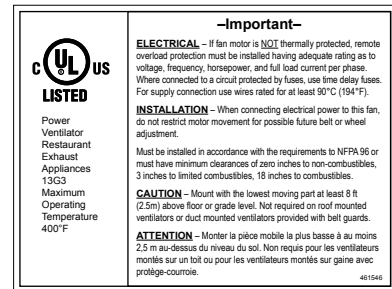 c UL US
LISTED
Power
Ventilator
Restaurant
Exhaust
Appliances
13G3
Maximum
Operating
Temperature
400°F
–Important–
ELECTRICAL – If fan motor is NOT thermally protected, remote
overload protection must be installed having adequate rating as to
voltage, frequency, horsepower, and full load current per phase.
Where connected to a circuit protected by fuses, use time delay fuses.
For supply connection use wires rated for at least 90°C (194°F).
INSTALLATION – When connecting electrical power to this fan,
do not restrict motor movement for possible future belt or wheel
adjustment.
Must be installed in accordance with the requirements to NFPA 96 or
must have minimum clearances of zero inches to non-combustibles,
3 inches to limited combustibles, 18 inches to combustibles.
CAUTION – Mount with the lowest moving part at least 8 ft
(2.5m) above floor or grade level. Not required on roof mounted
ventilators or duct mounted ventilators provided with belt guards.
ATTENTION – Monter la pièce mobile la plus basse à au moins
2,5 m au-dessus du niveau du sol. Non requis pour les ventilateurs
montés sur un toit ou pour les ventilateurs montés sur gaine avec
protège-courroie.
461546